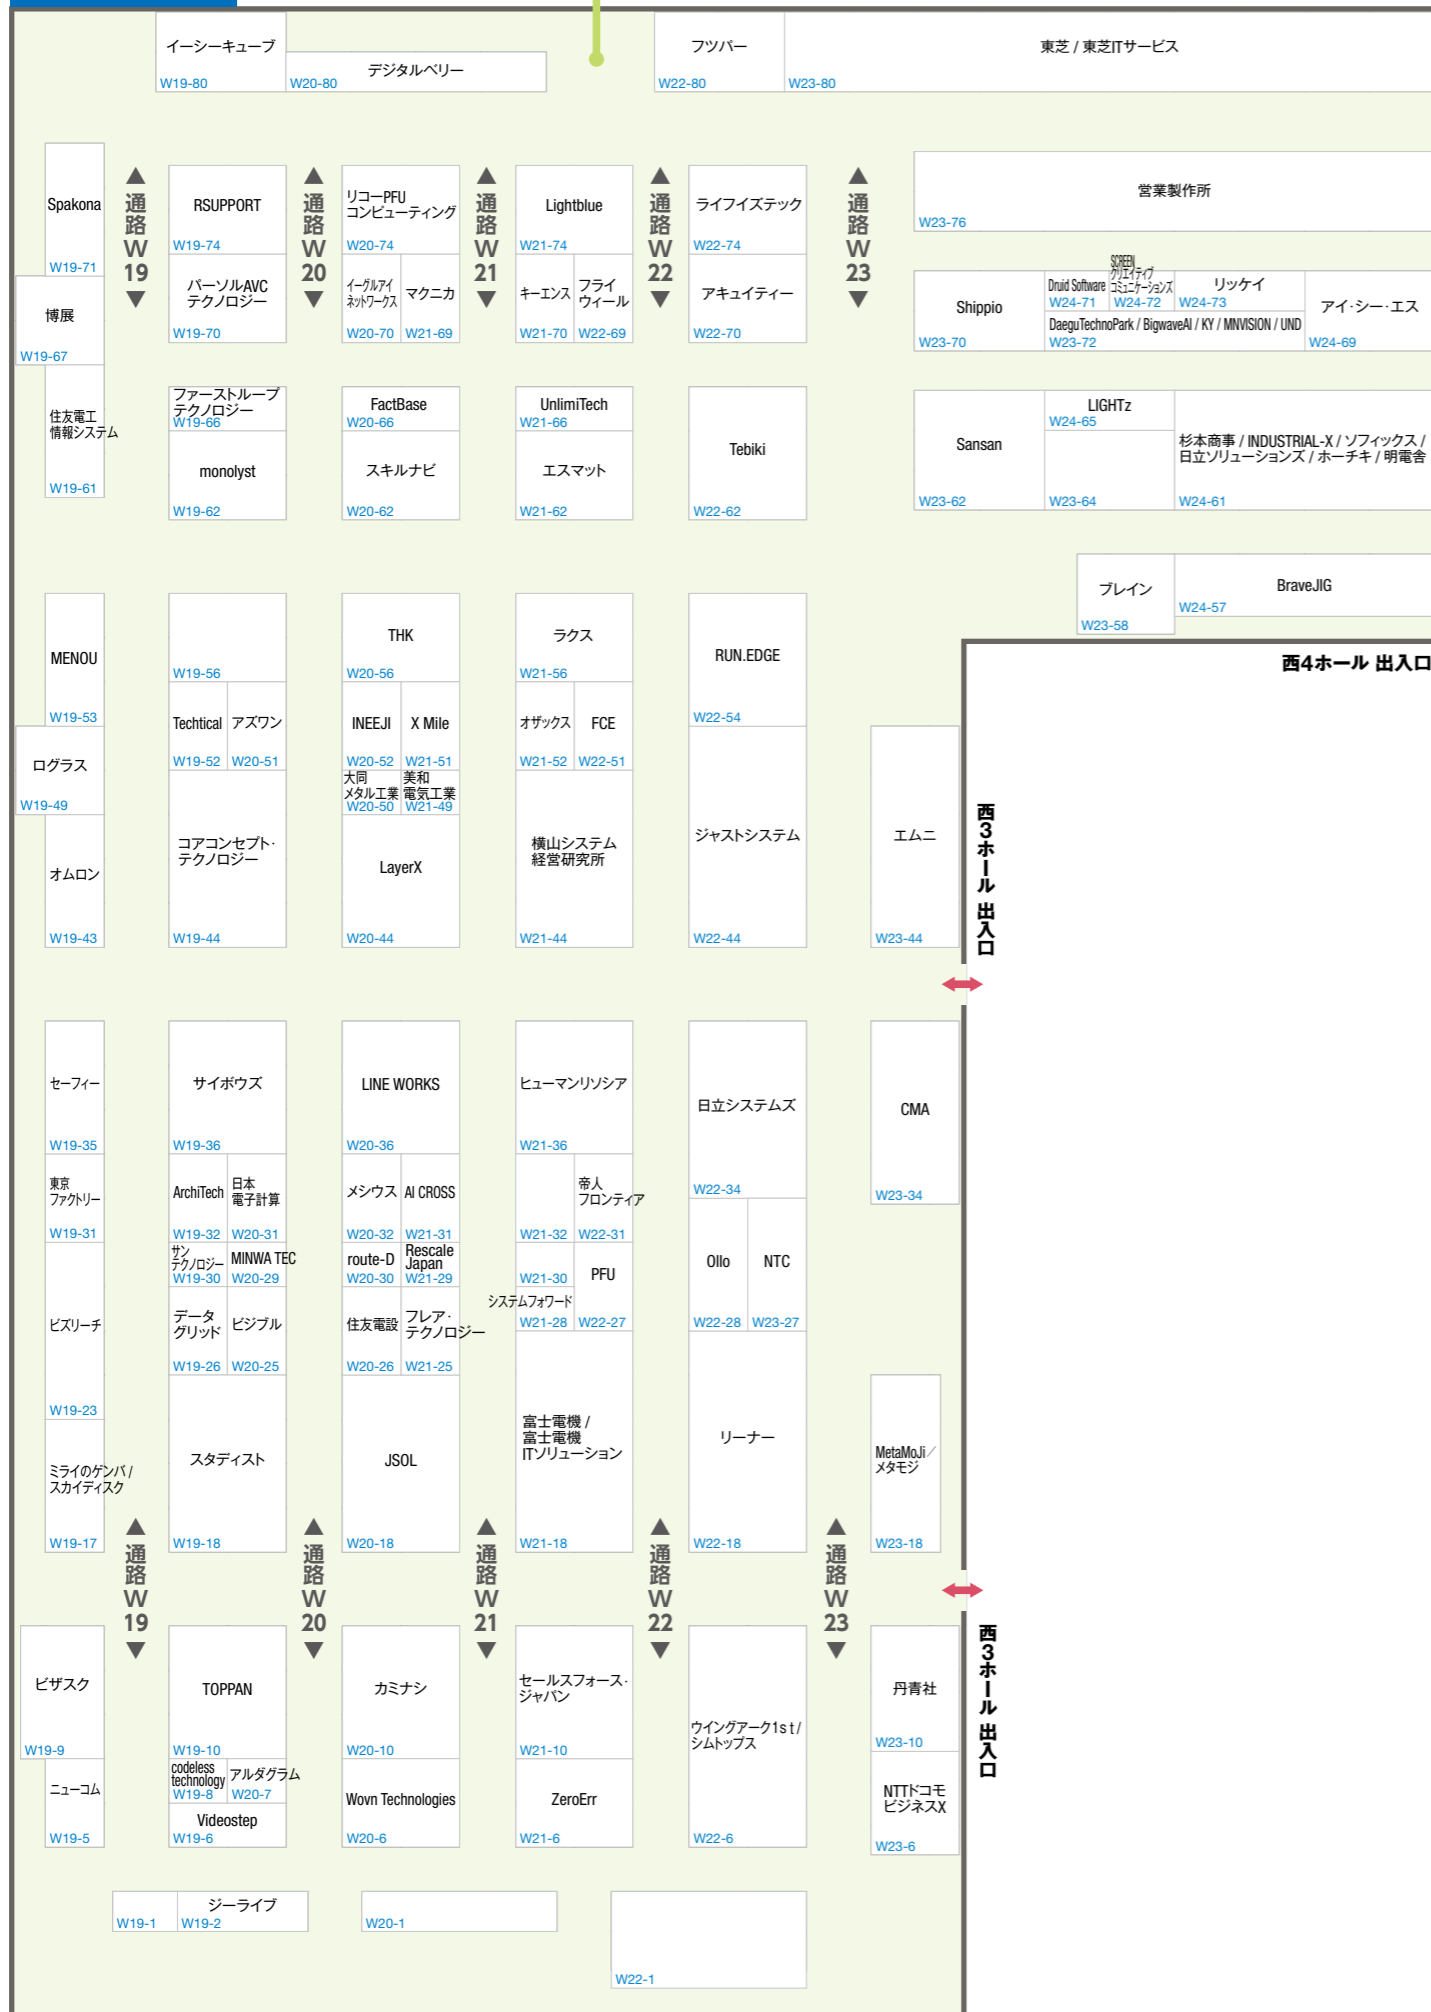 イーシーキューブ
W19-80
デジタルベリー
W20-80
フツパー
W22-80
東芝 / 東芝ITサービス
W23-80
Spakona
W19-71
▲
通路W19
▼
RSUPPORT
W19-74
▲
通路W20
▼
リコーPFU
コンピューティング
W20-74
▲
通路W21
▼
Lightblue
W21-74
▲
通路W22
▼
ライフイズテック
W22-74
▲
通路W23
▼
営業製作所
W23-76
博展
W19-67
パーソルAVC
テクノロジー
W19-70
イーグルアイ
ネットワークス
W20-70
マクニカ
W21-69
キーエンス
W21-70
フライ
ウィール
W22-69
アキュイティー
W22-70
Shippio
W23-70
Druid Software
W24-71
SCREEN
クリエイティブ
コミュニケーションズ
W24-72
リッケイ
W24-73
DaeguTechnoPark / BigwaveAI / KY / MNVISION / UND
W23-72
アイ・シー・エス
W24-69
住友電工
情報システム
W19-61
ファーストループ
テクノロジー
W19-66
monolyst
W19-62
FactBase
W20-66
スキルナビ
W20-62
UnlimiTech
W21-66
エスマット
W21-62
Tebiki
W22-62
Sansan
W23-62
LIGHTz
W24-65
W23-64
杉本商事 / INDUSTRIAL-X / ソフィックス /
日立ソリューションズ / ホーチキ / 明電舎
W24-61
ブレイン
W23-58
BraveJIG
W24-57
西4ホール 出入口
MENOU
W19-53
W19-56
THK
W20-56
ラクス
W21-56
RUN.EDGE
W22-54
Techtical
W19-52
アズワン
W20-51
INEEJI
W20-52
X Mile
W21-51
オザックス
W21-52
FCE
W22-51
ログラス
W19-49
大同
メタル工業
W20-50
美和
電気工業
W21-49
オムロン
W19-43
コアコンセプト・
テクノロジー
W19-44
LayerX
W20-44
横山システム
経営研究所
W21-44
ジャストシステム
W22-44
エムニ
W23-44
西3ホール 出入口
セーフィー
W19-35
サイボウズ
W19-36
LINE WORKS
W20-36
ヒューマンリソシア
W21-36
日立システムズ
W22-34
CMA
W23-34
東京
ファクトリー
W19-31
ArchiTech
W19-32
日本
電子計算
W20-31
メシウス
W20-32
AI CROSS
W21-31
W21-32
帝人
フロンティア
W22-31
サン
テクノロジー
W19-30
MINWA TEC
W20-29
route-D
W20-30
Rescale
Japan
W21-29
W21-30
PFU
W22-27
システムフォワード
W21-28
Ollo
W22-28
NTC
W23-27
ビズリーチ
W19-23
データ
グリッド
W19-26
ビジブル
W20-25
住友電設
W20-26
フレア・
テクノロジー
W21-25
ミライのゲンバ /
スカイディスク
W19-17
スタディスト
W19-18
JSOL
W20-18
富士電機 /
富士電機
ITソリューション
W21-18
リーナー
W22-18
MetaMoJi／
メタモジ
W23-18
▲
通路W19
▼
▲
通路W20
▼
▲
通路W21
▼
▲
通路W22
▼
▲
通路W23
▼
西3ホール 出入口
ビザスク
W19-9
TOPPAN
W19-10
カミナシ
W20-10
セールスフォース・
ジャパン
W21-10
ウイングアーク1st /
シムトップス
W22-6
丹青社
W23-10
ニューコム
W19-5
codeless
technology
W19-8
アルダグラム
W20-7
Videostep
W19-6
Wovn Technologies
W20-6
ZeroErr
W21-6
NTTドコモ
ビジネスX
W23-6
W19-1
ジーライブ
W19-2
W20-1
W22-1